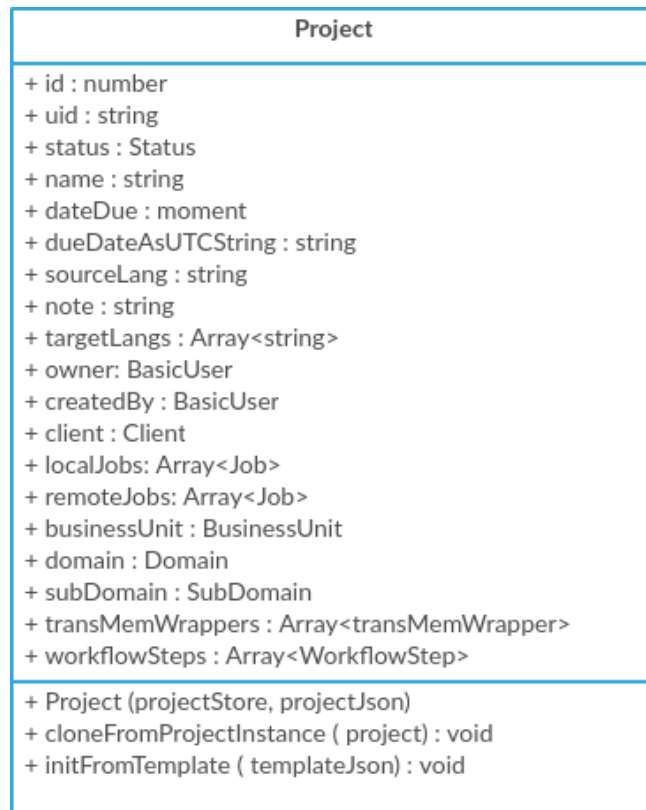 Project
+ id : number
+ uid : string
+ status : Status
+ name : string
+ dateDue : moment
+ dueDateAsUTCString : string
+ sourceLang : string
+ note : string
+ targetLangs : Array<string>
+ owner: BasicUser
+ createdBy : BasicUser
+ client : Client
+ localJobs: Array<Job>
+ remoteJobs: Array<Job>
+ businessUnit : BusinessUnit
+ domain : Domain
+ subDomain : SubDomain
+ transMemWrappers : Array<transMemWrapper>
+ workflowSteps : Array<WorkflowStep>
+ Project (projectStore, projectJson)
+ cloneFromProjectInstance ( project) : void
+ initFromTemplate ( templateJson) : void